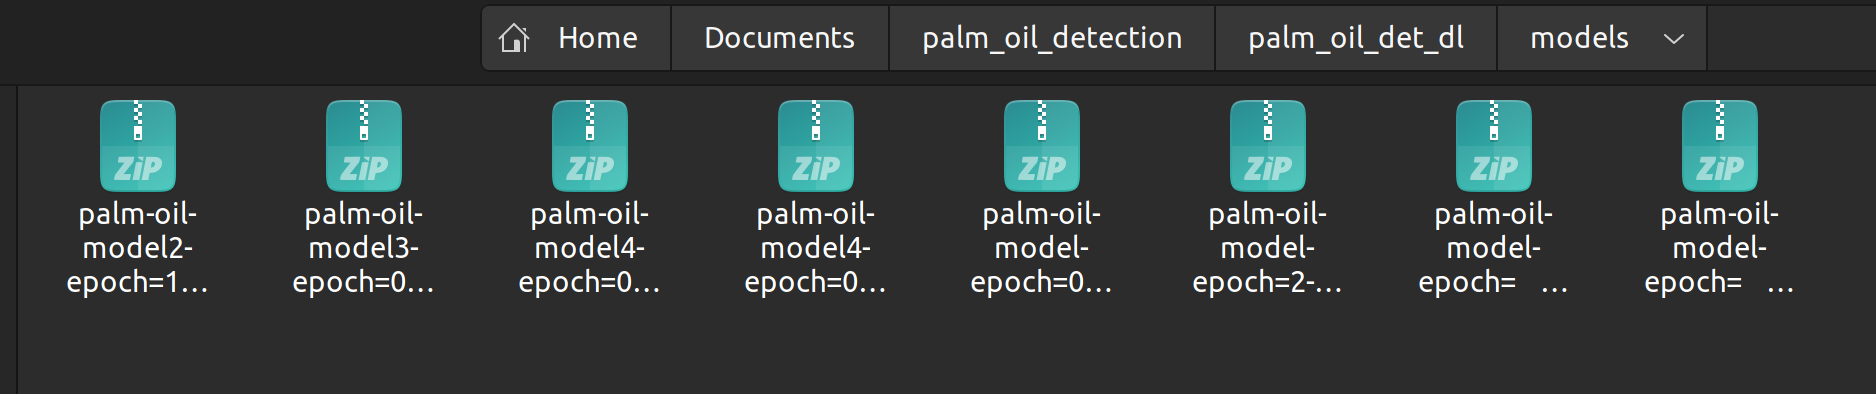 Home Documents palm_oil_detection palm_oil_det_dl models
ZiP ZiP ZiP ZiP ZiP ZiP ZiP ZiP
palm-oil-
model2-
epoch=1...
palm-oil-
model3-
epoch=0...
palm-oil-
model4-
epoch=0...
palm-oil-
model4-
epoch=0...
palm-oil-
model-
epoch=0...
palm-oil-
model-
epoch=2-...
palm-oil-
model-
epoch= ...
palm-oil-
model-
epoch= ...